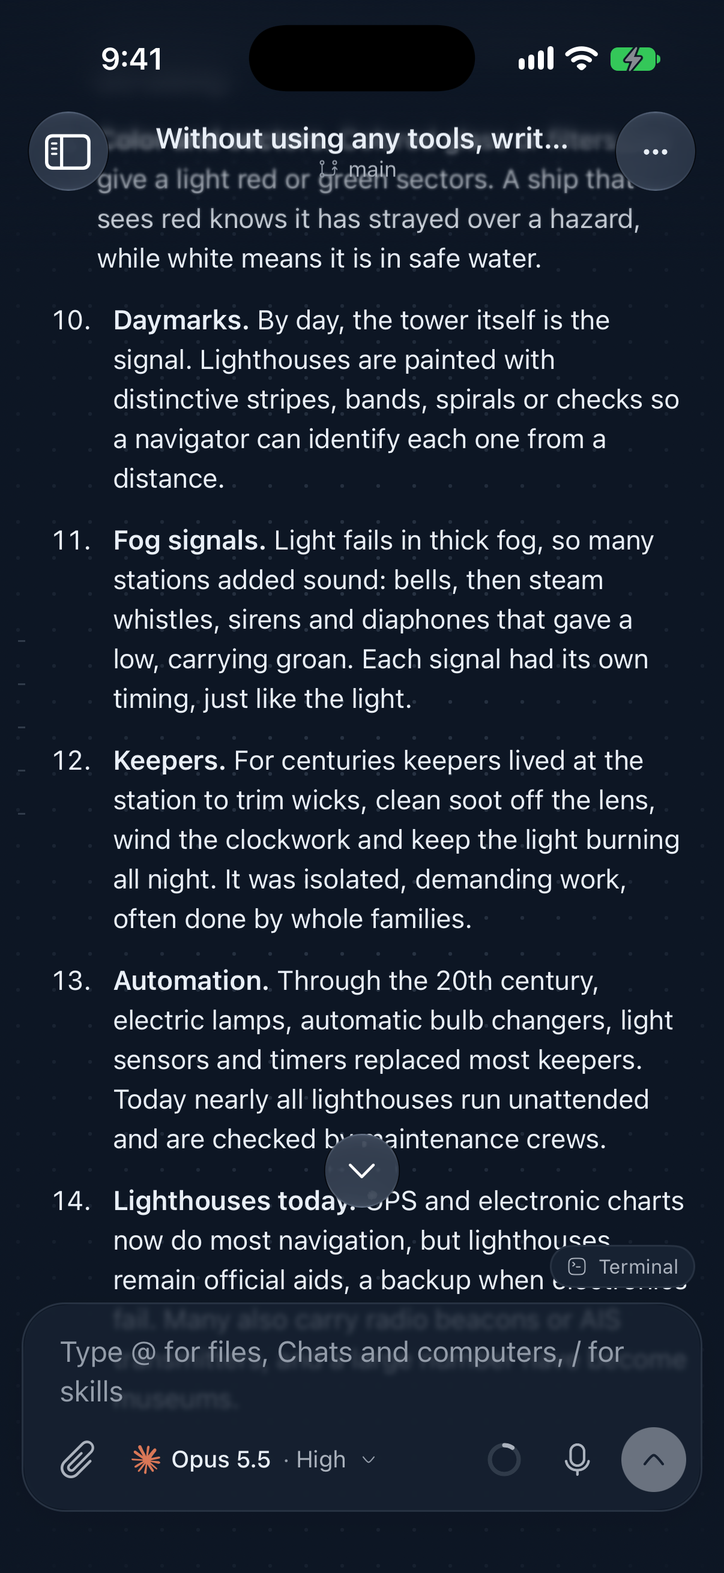 9:41
Without using any tools, writ...
main
give a light red or green sectors. A ship that
sees red knows it has strayed over a hazard,
while white means it is in safe water.
10. Daymarks. By day, the tower itself is the
signal. Lighthouses are painted with
distinctive stripes, bands, spirals or checks so
a navigator can identify each one from a
distance.
11. Fog signals. Light fails in thick fog, so many
stations added sound: bells, then steam
whistles, sirens and diaphones that gave a
low, carrying groan. Each signal had its own
timing, just like the light.
12. Keepers. For centuries keepers lived at the
station to trim wicks, clean soot off the lens,
wind the clockwork and keep the light burning
all night. It was isolated, demanding work,
often done by whole families.
13. Automation. Through the 20th century,
electric lamps, automatic bulb changers, light
sensors and timers replaced most keepers.
Today nearly all lighthouses run unattended
and are checked by maintenance crews.
14. Lighthouses today. GPS and electronic charts
now do most navigation, but lighthouses
Terminal
remain official aids, a backup when electronics
fail. Many also carry radio beacons or AIS
Type @ for files, Chats and computers, / for
skills
museums.
Opus 5.5 · High